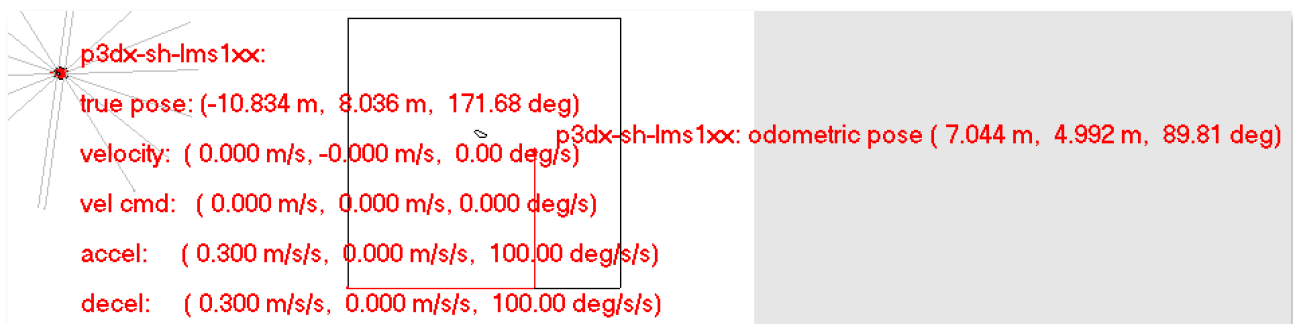 p3dx-sh-lms1xx:
true pose: (-10.834 m, 8.036 m, 171.68 deg)
p3dx-sh-lms1xx: odometric pose ( 7.044 m, 4.992 m, 89.81 deg)
velocity: ( 0.000 m/s, -0.000 m/s, 0.00 deg/s)
vel cmd: ( 0.000 m/s, 0.000 m/s, 0.000 deg/s)
accel: ( 0.300 m/s/s, 0.000 m/s/s, 100.00 deg/s/s)
decel: ( 0.300 m/s/s, 0.000 m/s/s, 100.00 deg/s/s)